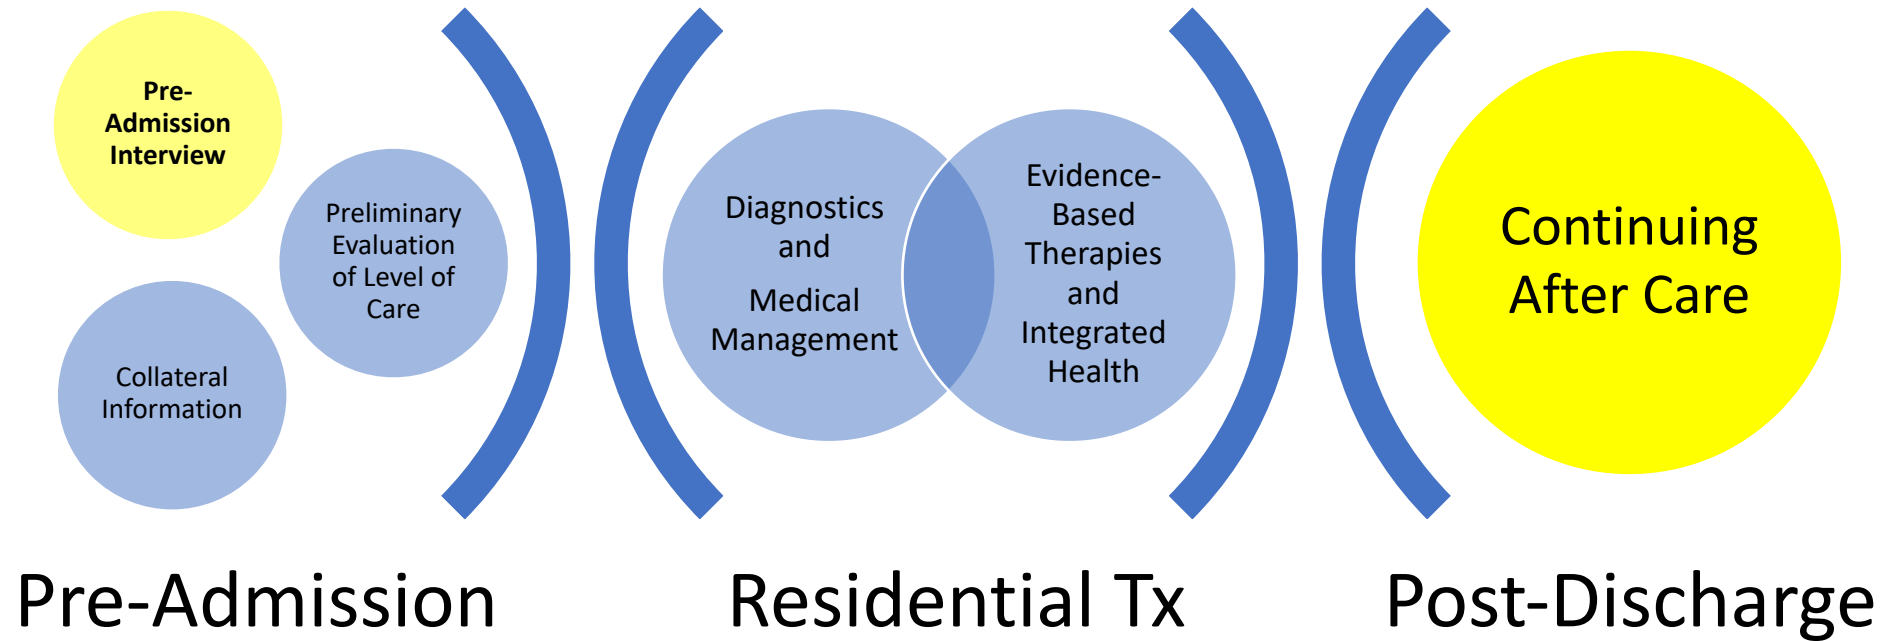 Pre-
Admission
Interview
Preliminary
Evaluation
of Level of
Care
Collateral
Information
Diagnostics
and
Medical
Management
Evidence-
Based
Therapies
and
Integrated
Health
Continuing
After Care
Pre-Admission
Residential Tx
Post-Discharge